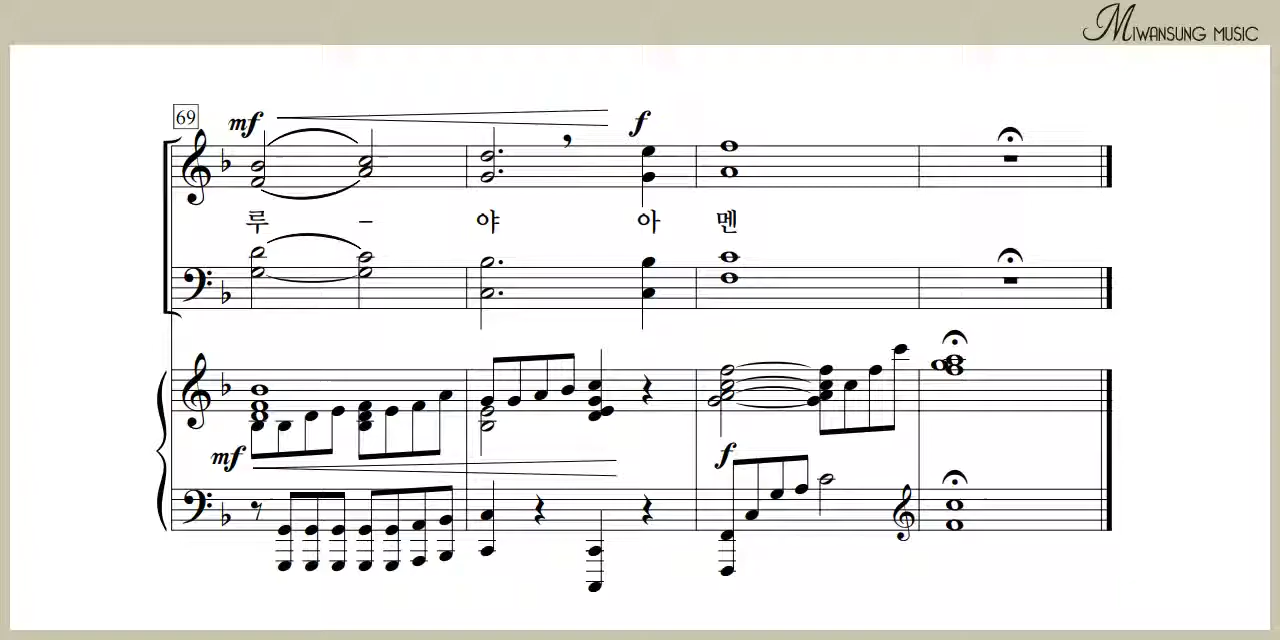 MIWANSUNG MUSIC
69
mf f
루 – 야 아 멘
mf f